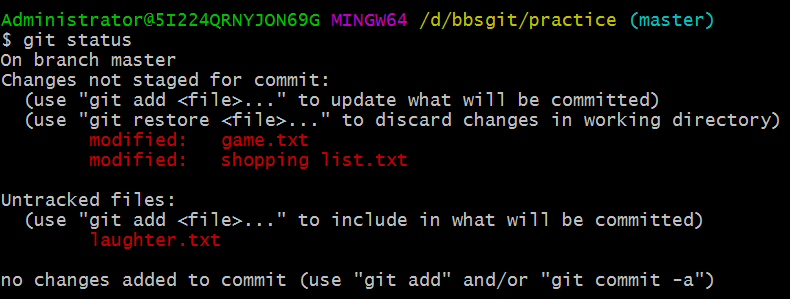 Administrator@5I224QRNYJON69G MINGW64 /d/bbsgit/practice (master)
$ git status
On branch master
Changes not staged for commit:
  (use "git add <file>..." to update what will be committed)
  (use "git restore <file>..." to discard changes in working directory)
        modified:   game.txt
        modified:   shopping list.txt

Untracked files:
  (use "git add <file>..." to include in what will be committed)
        laughter.txt

no changes added to commit (use "git add" and/or "git commit -a")